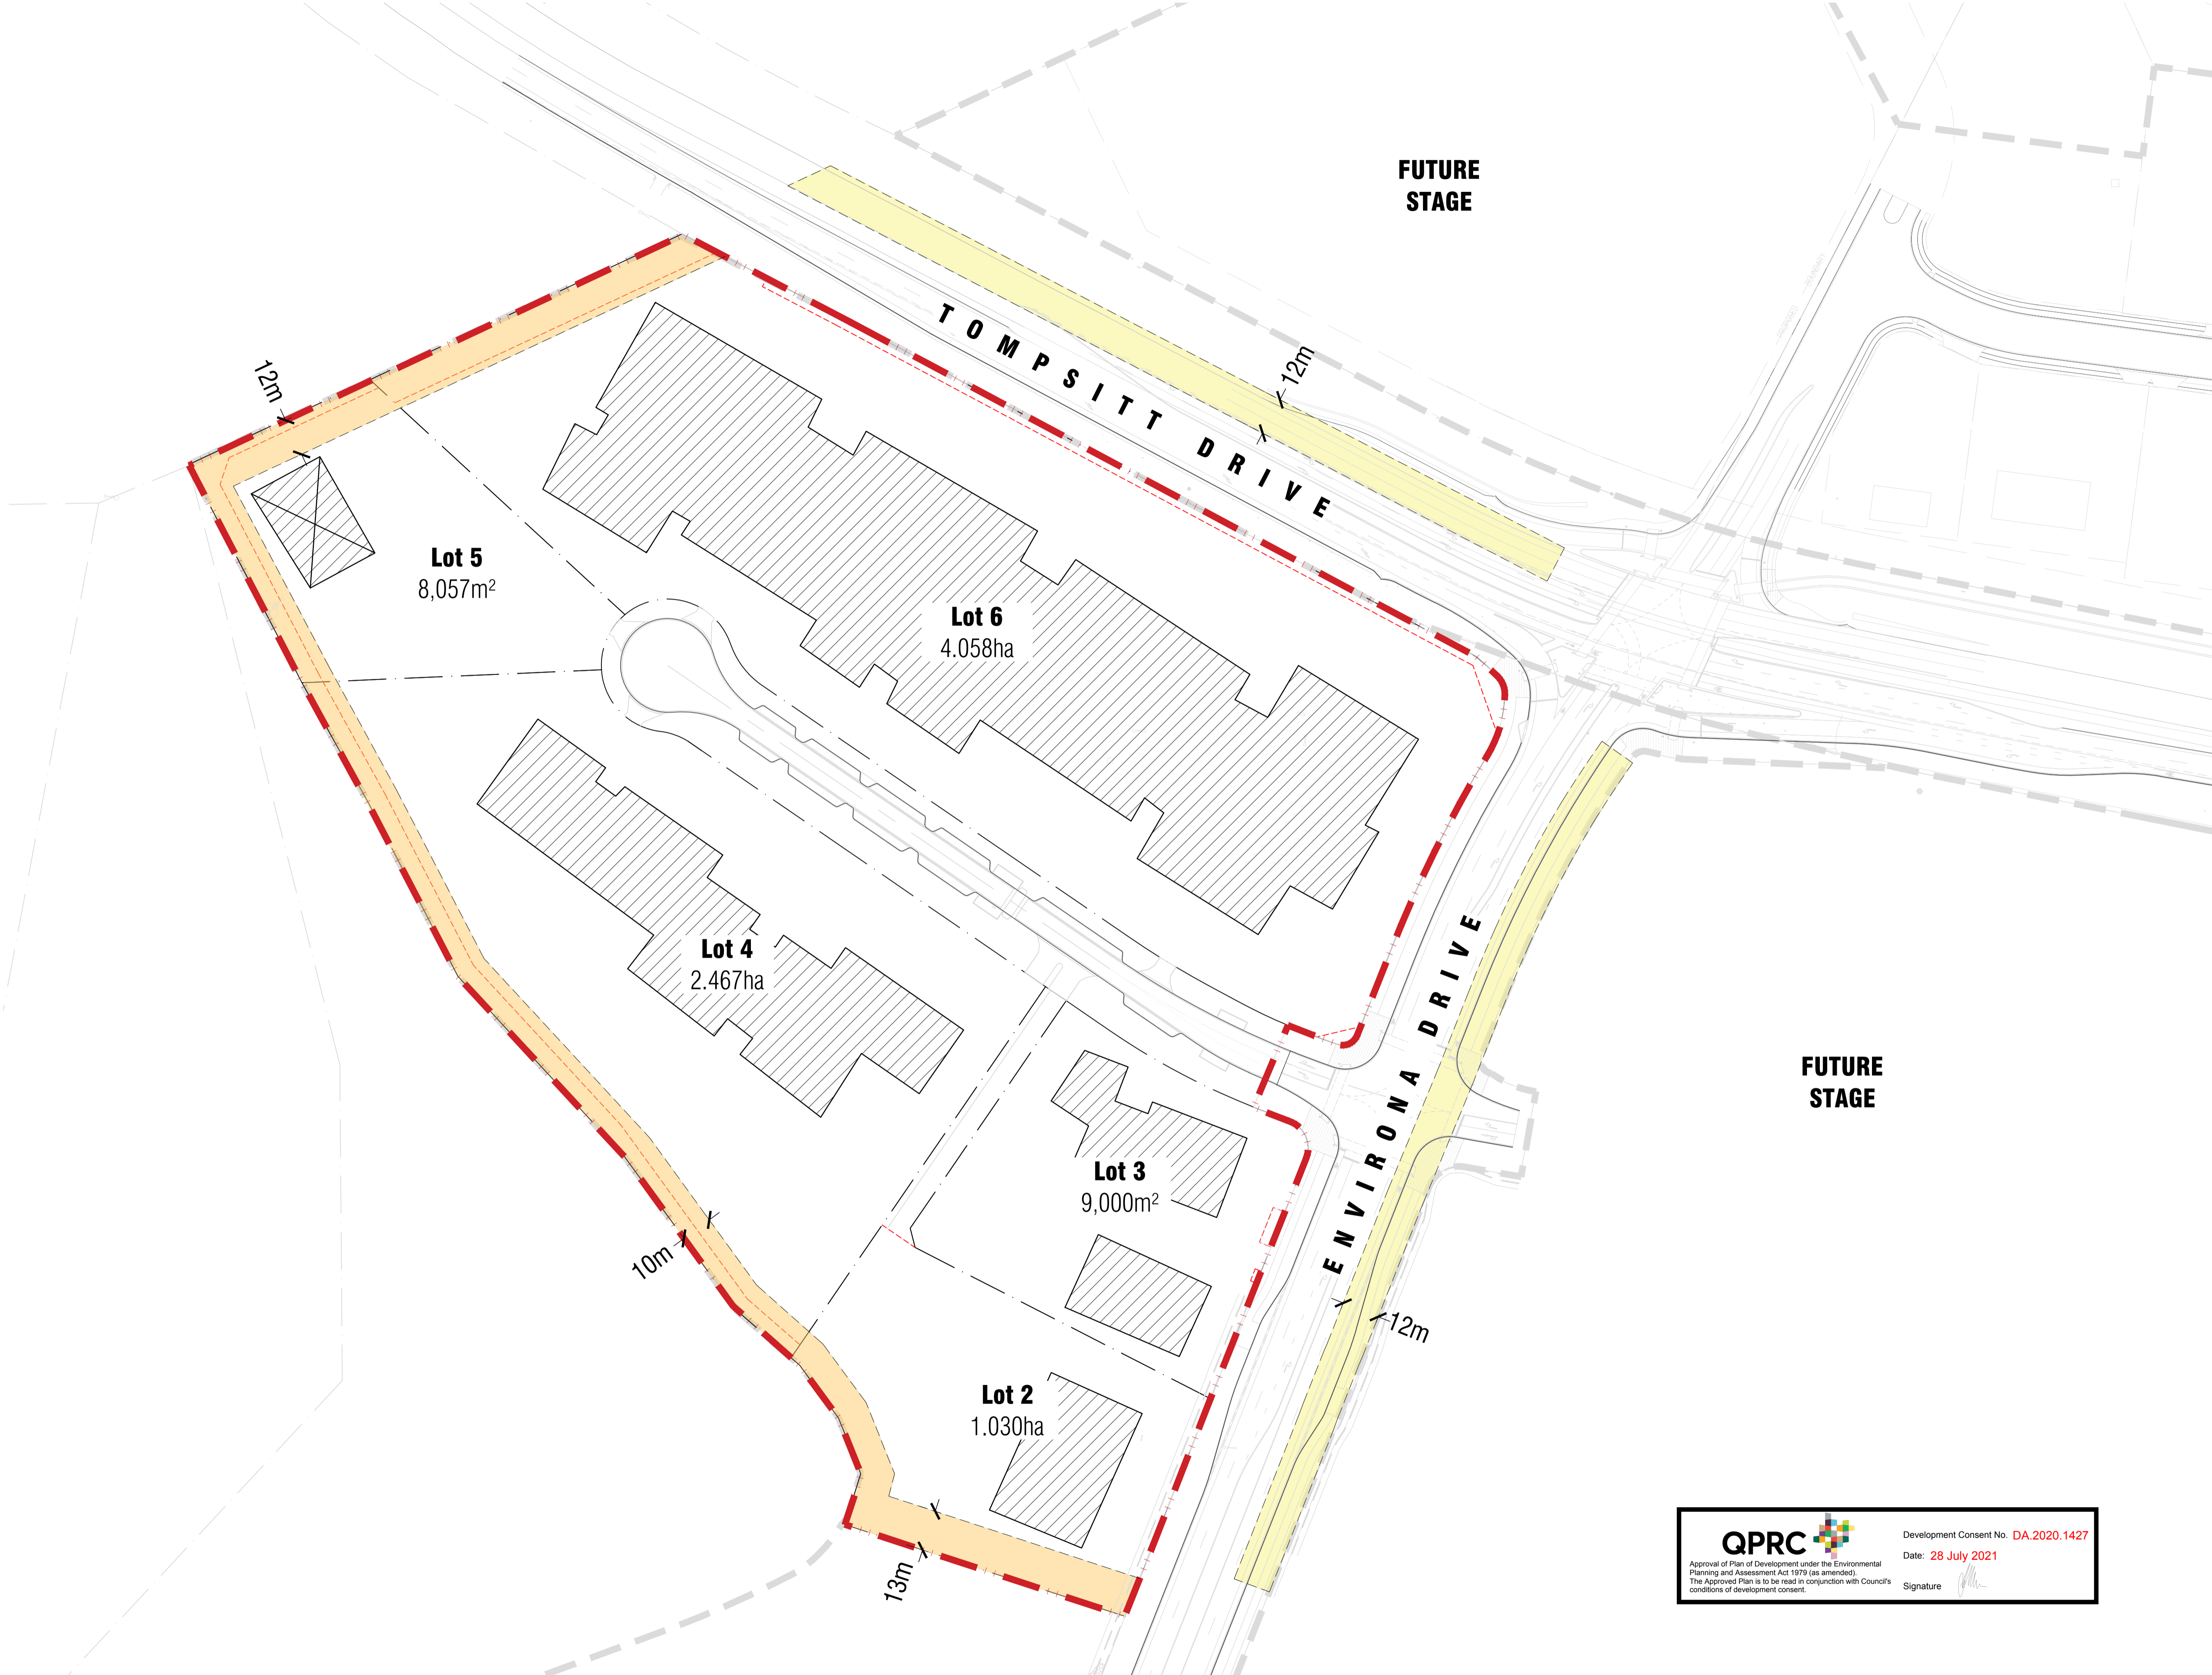 FUTURE
STAGE
TOMPSITT DRIVE
12m
12m
Lot 5
8,057m²
Lot 6
4.058ha
Lot 4
2.467ha
ENVIRONA DRIVE
FUTURE
STAGE
Lot 3
9,000m²
10m
12m
Lot 2
1.030ha
13m
QPRC
Approval of Plan of Development under the Environmental
Planning and Assessment Act 1979 (as amended).
The Approved Plan is to be read in conjunction with Council's
conditions of development consent.
Development Consent No. DA.2020.1427
Date: 28 July 2021
Signature